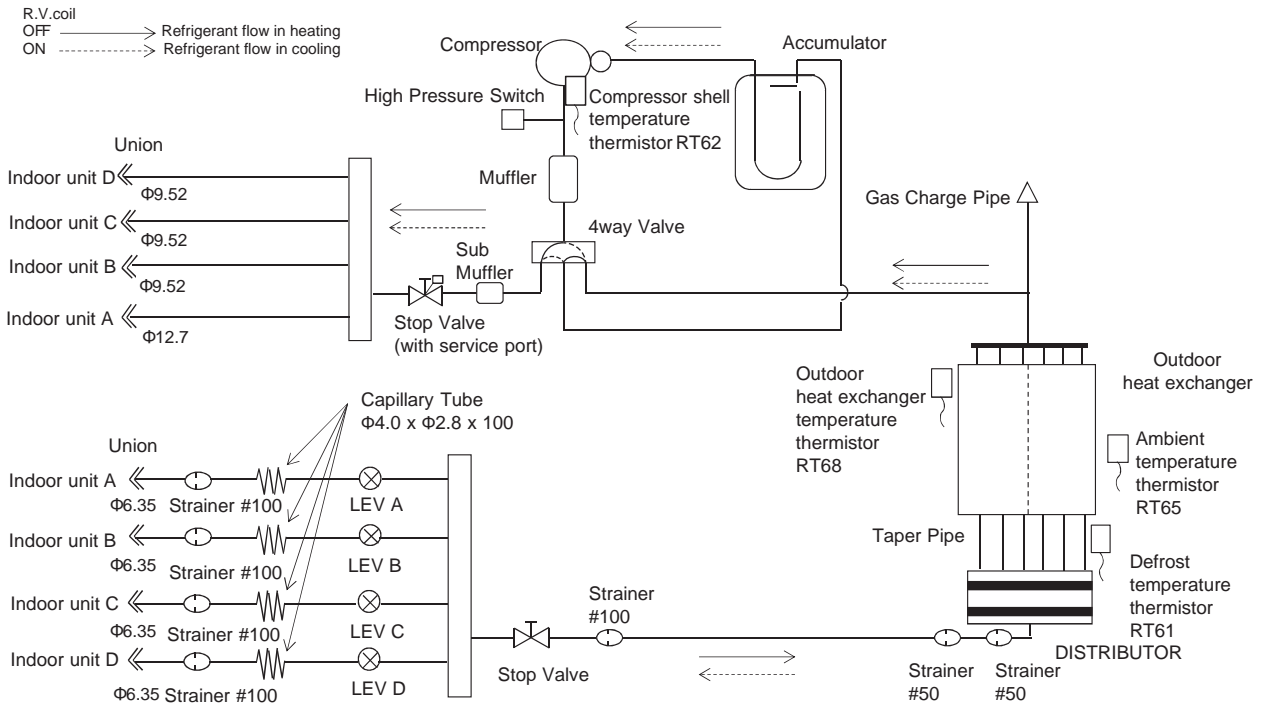 R.V.coil
OFF
Refrigerant flow in heating
ON
Refrigerant flow in cooling
Compressor
Accumulator
High Pressure Switch
Compressor shell
temperature
thermistor RT62
Union
Indoor unit D
Φ9.52
Indoor unit C
Φ9.52
Indoor unit B
Φ9.52
Indoor unit A
Φ12.7
Muffler
4way Valve
Sub
Muffler
Stop Valve
(with service port)
Gas Charge Pipe
Outdoor
heat exchanger
Outdoor
heat exchanger
temperature
thermistor
RT68
Ambient
temperature
thermistor
RT65
Taper Pipe
Defrost
temperature
thermistor
RT61
DISTRIBUTOR
Capillary Tube
Φ4.0 x Φ2.8 x 100
Union
Indoor unit A
Φ6.35
Strainer #100
LEV A
Indoor unit B
Φ6.35
Strainer #100
LEV B
Indoor unit C
Φ6.35
Strainer #100
LEV C
Indoor unit D
Φ6.35
Strainer #100
LEV D
Stop Valve
Strainer
#100
Strainer
#50
Strainer
#50